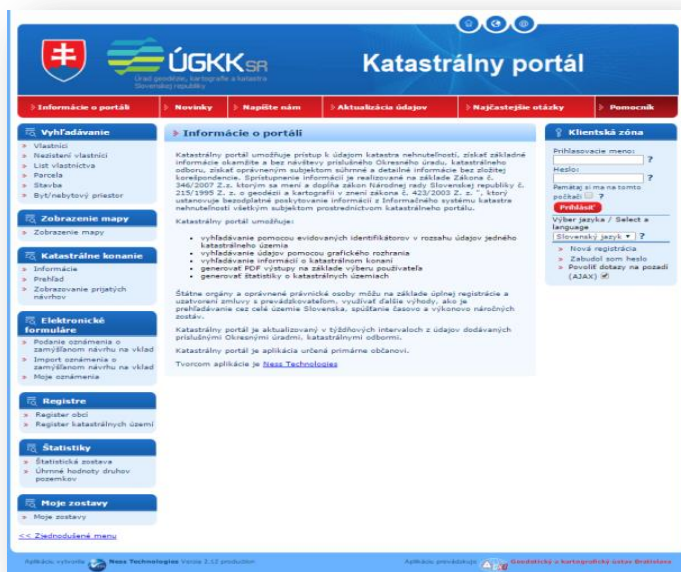 ÚGKK SR
Úrad geodézie, kartografie a katastra
Slovenskej republiky
Katastrálny portál
Informácie o portáli
Novinky
Napíšte nám
Aktualizácia údajov
Najčastejšie otázky
Pomocník
Vyhľadávanie
Vlastníci
Nezistení vlastníci
List vlastníctva
Parcela
Stavba
Byt/nebytový priestor
Zobrazenie mapy
Zobrazenie mapy
Katastrálne konanie
Informácie
Prehľad
Zobrazovanie prijatých
návrhov
Elektronické
formuláre
Podanie oznámenia o
zamýšľanom návrhu na vklad
Import oznámenia o
zamýšľanom návrhu na vklad
Moje oznámenia
Registre
Register obcí
Register katastrálnych území
Štatistiky
Štatistická zostava
Úhrnné hodnoty druhov
pozemkov
Moje zostavy
Moje zostavy
<< Zjednodušené menu
Informácie o portáli
Katastrálny portál umožňuje prístup k údajom katastra nehnuteľností, získať základné
informácie okamžite a bez návštevy príslušného Okresného úradu, katastrálneho
odboru, získať oprávneným subjektom súhrnné a detailné informácie bez zložitej
korešpondencie. Sprístupnenie informácií je realizované na základe Zákona č.
346/2007 Z.z. ktorým sa mení a dopĺňa zákon Národnej rady Slovenskej republiky č.
215/1995 Z. z. o geodézii a kartografii v znení zákona č. 423/2003 Z. z. ", ktorý
ustanovuje bezodplatné poskytovanie informácií z Informačného systému katastra
nehnuteľností všetkým subjektom prostredníctvom katastrálneho portálu.
Katastrálny portál umožňuje:
vyhľadávanie pomocou evidovaných identifikátorov v rozsahu údajov jedného
katastrálneho územia
vyhľadávanie údajov pomocou grafického rozhrania
vyhľadávanie informácií o katastrálnom konaní
generovať PDF výstupy na základe výberu používateľa
generovať štatistiky o katastrálnych územiach
Štátne orgány a oprávnené právnické osoby môžu na základe úplnej registrácie a
uzatvorení zmluvy s prevádzkovateľom, využívať ďalšie výhody, ako je
prehľadávanie cez celé územie Slovenska, spúšťanie časovo a výkonovo náročných
zostáv.
Katastrálny portál je aktualizovaný v týždňových intervaloch z údajov dodávaných
príslušnými Okresnými úradmi, katastrálnymi odbormi.
Katastrálny portál je aplikácia určená primárne občanovi.
Tvorcom aplikácie je Ness Technologies
Klientská zóna
Prihlasovacie meno:
?
Heslo:
?
Pamätaj si ma na tomto
počítači ?
Prihlásiť
Výber jazyka / Select a
language
Slovenský jazyk ?
Nová registrácia
Zabudol som heslo
Povoliť dotazy na pozadí
(AJAX)
Aplikáciu vytvorila Ness Technologies Verzia 2.12 production
Aplikáciu prevádzkuje Geodetický a kartografický ústav Bratislava